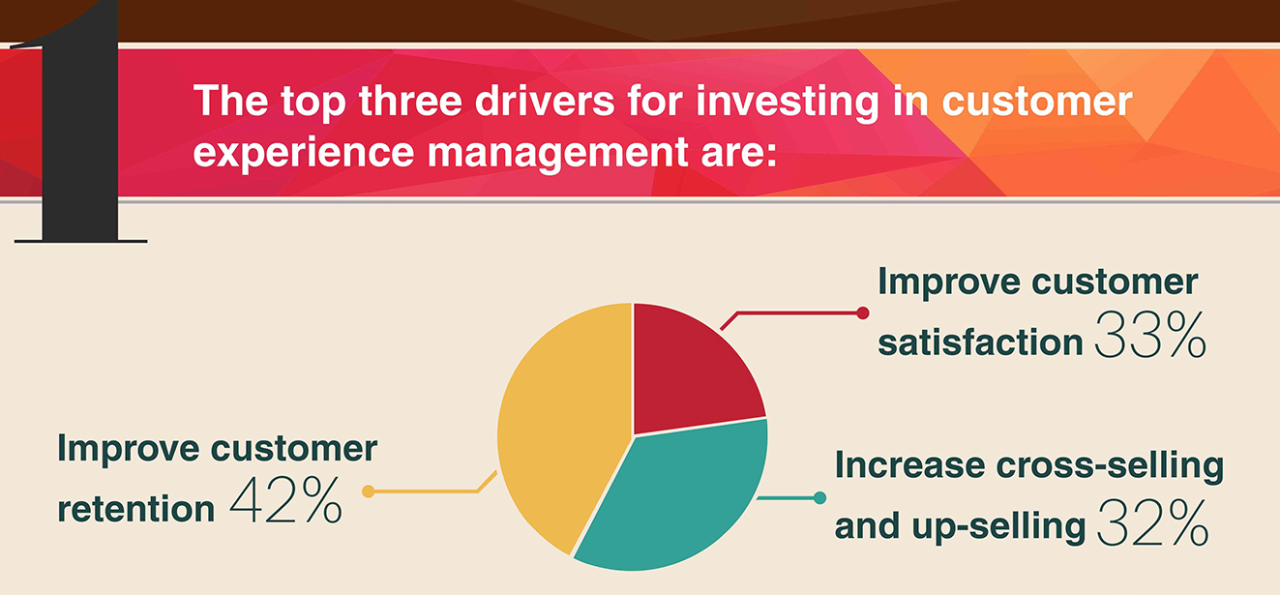 1
The top three drivers for investing in customer
experience management are:
Improve customer
satisfaction 33%
Improve customer
retention 42%
Increase cross-selling
and up-selling 32%